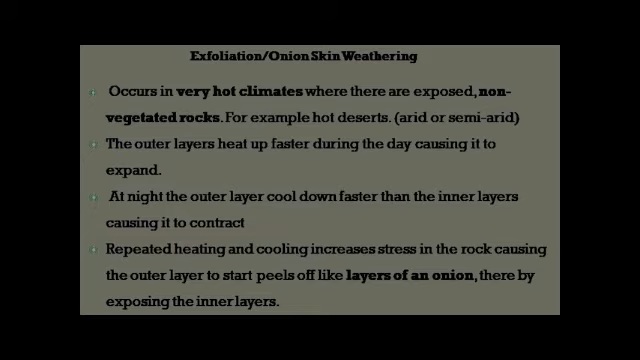 Exfoliation/Onion Skin Weathering
Occurs in very hot climates where there are exposed, non-
vegetated rocks. For example hot deserts. (arid or semi-arid)
The outer layers heat up faster during the day causing it to
expand.
At night the outer layer cool down faster than the inner layers
causing it to contract
Repeated heating and cooling increases stress in the rock causing
the outer layer to start peels off like layers of an onion, there by
exposing the inner layers.